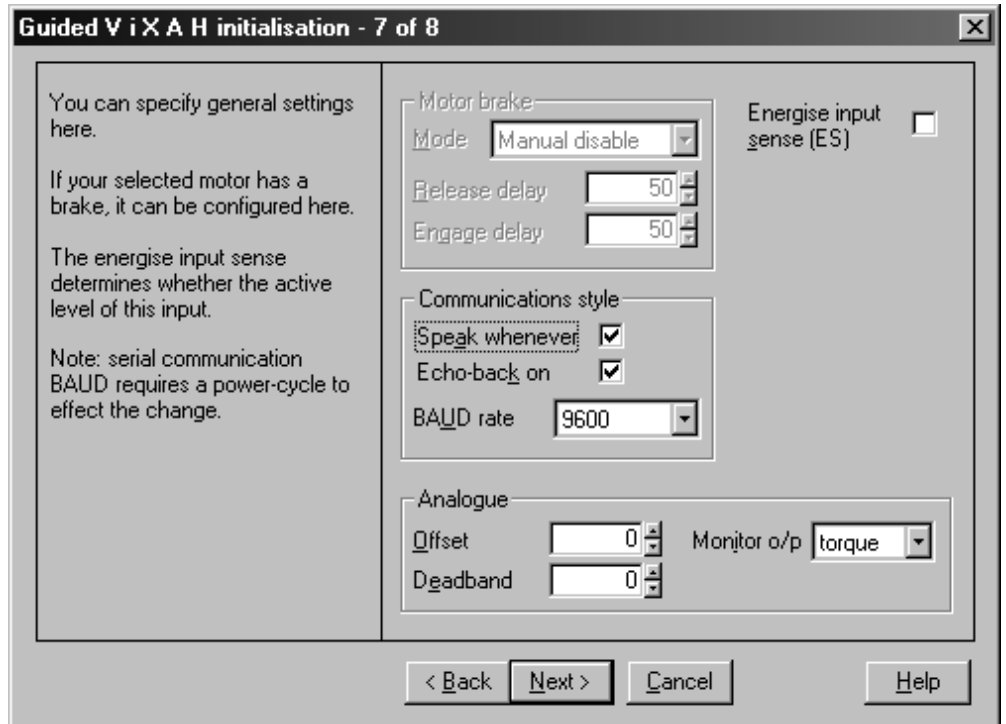 Guided V i X A H initialisation - 7 of 8
You can specify general settings
here.
If your selected motor has a
brake, it can be configured here.
The energise input sense
determines whether the active
level of this input.
Note: serial communication
BAUD requires a power-cycle to
effect the change.
Motor brake
Mode Manual disable
Release delay 50
Engage delay 50
Energise input
sense (ES)
Communications style
Speak whenever
Echo-back on
BAUD rate 9600
Analogue
Offset 0
Monitor o/p torque
Deadband 0
< Back Next > Cancel Help